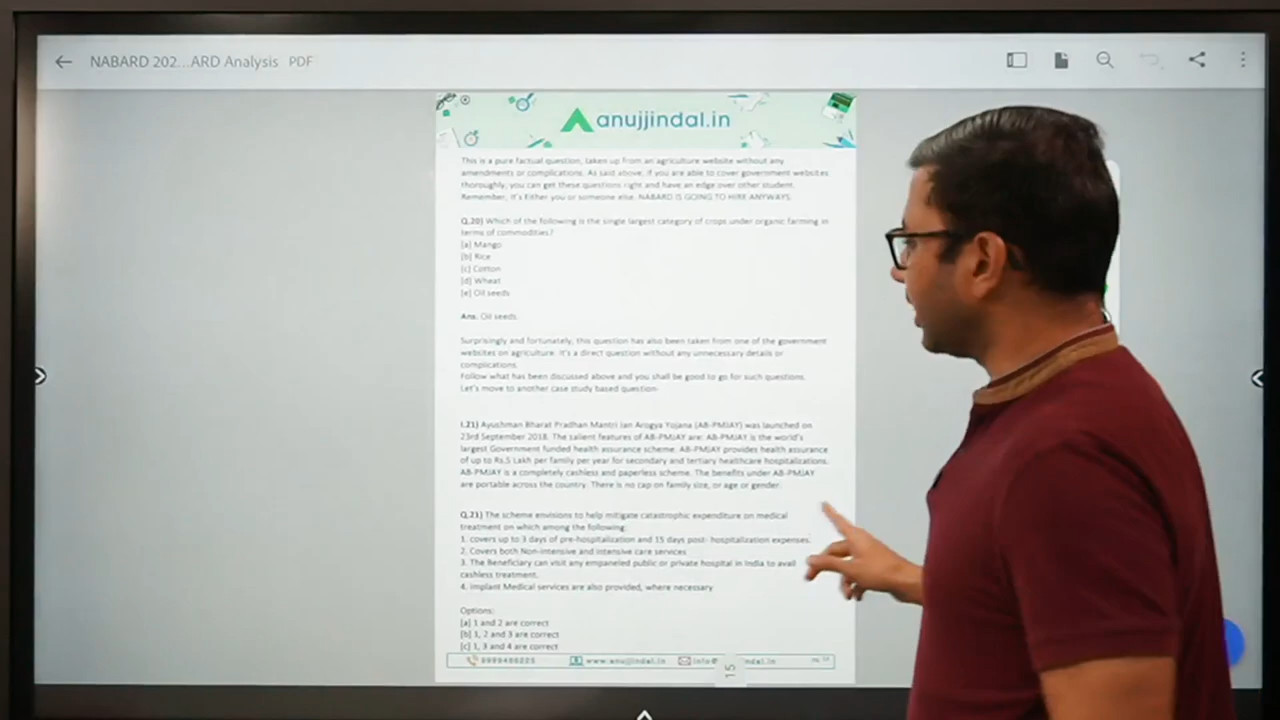 NABARD 202...ARD Analysis PDF
anujjindal.in
This is a pure factual question, taken up from an agriculture website without any
amendments or complications. As said above, if you are able to cover government websites
thoroughly, you can get these questions right and have an edge over other student.
Remember, it's Either you or someone else, NABARD IS GOING TO HIRE ANYWAYS.
Q.20) Which of the following is the single largest category of crops under organic farming in
terms of commodities?
[a] Mango
[b] Rice
[c] Cotton
[d] Wheat
[e] Oil seeds
Ans. Oil seeds.
Surprisingly and fortunately, this question has also been taken from one of the government
websites on agriculture. It's a direct question without any unnecessary details or
complications.
Follow what has been discussed above and you shall be good to go for such questions.
Let's move to another case study based question-
I.21) Ayushman Bharat Pradhan Mantri Jan Arogya Yojana (AB-PMJAY) was launched on
23rd September 2018. The salient features of AB-PMJAY are: AB-PMJAY is the world's
largest Government funded health assurance scheme. AB-PMJAY provides health assurance
of up to Rs.5 Lakh per family per year for secondary and tertiary healthcare hospitalizations.
AB-PMJAY is a completely cashless and paperless scheme. The benefits under AB-PMJAY
are portable across the country. There is no cap on family size, or age or gender.
Q.21) The scheme envisions to help mitigate catastrophic expenditure on medical
treatment on which among the following:
1. covers up to 3 days of pre-hospitalization and 15 days post- hospitalization expenses.
2. Covers both Non-intensive and intensive care services
3. The Beneficiary can visit any empaneled public or private hospital in India to avail
cashless treatment.
4. Implant Medical services are also provided, where necessary
Options:
[a] 1 and 2 are correct
[b] 1, 2 and 3 are correct
[c] 1, 3 and 4 are correct
www.anujjindal.in
15